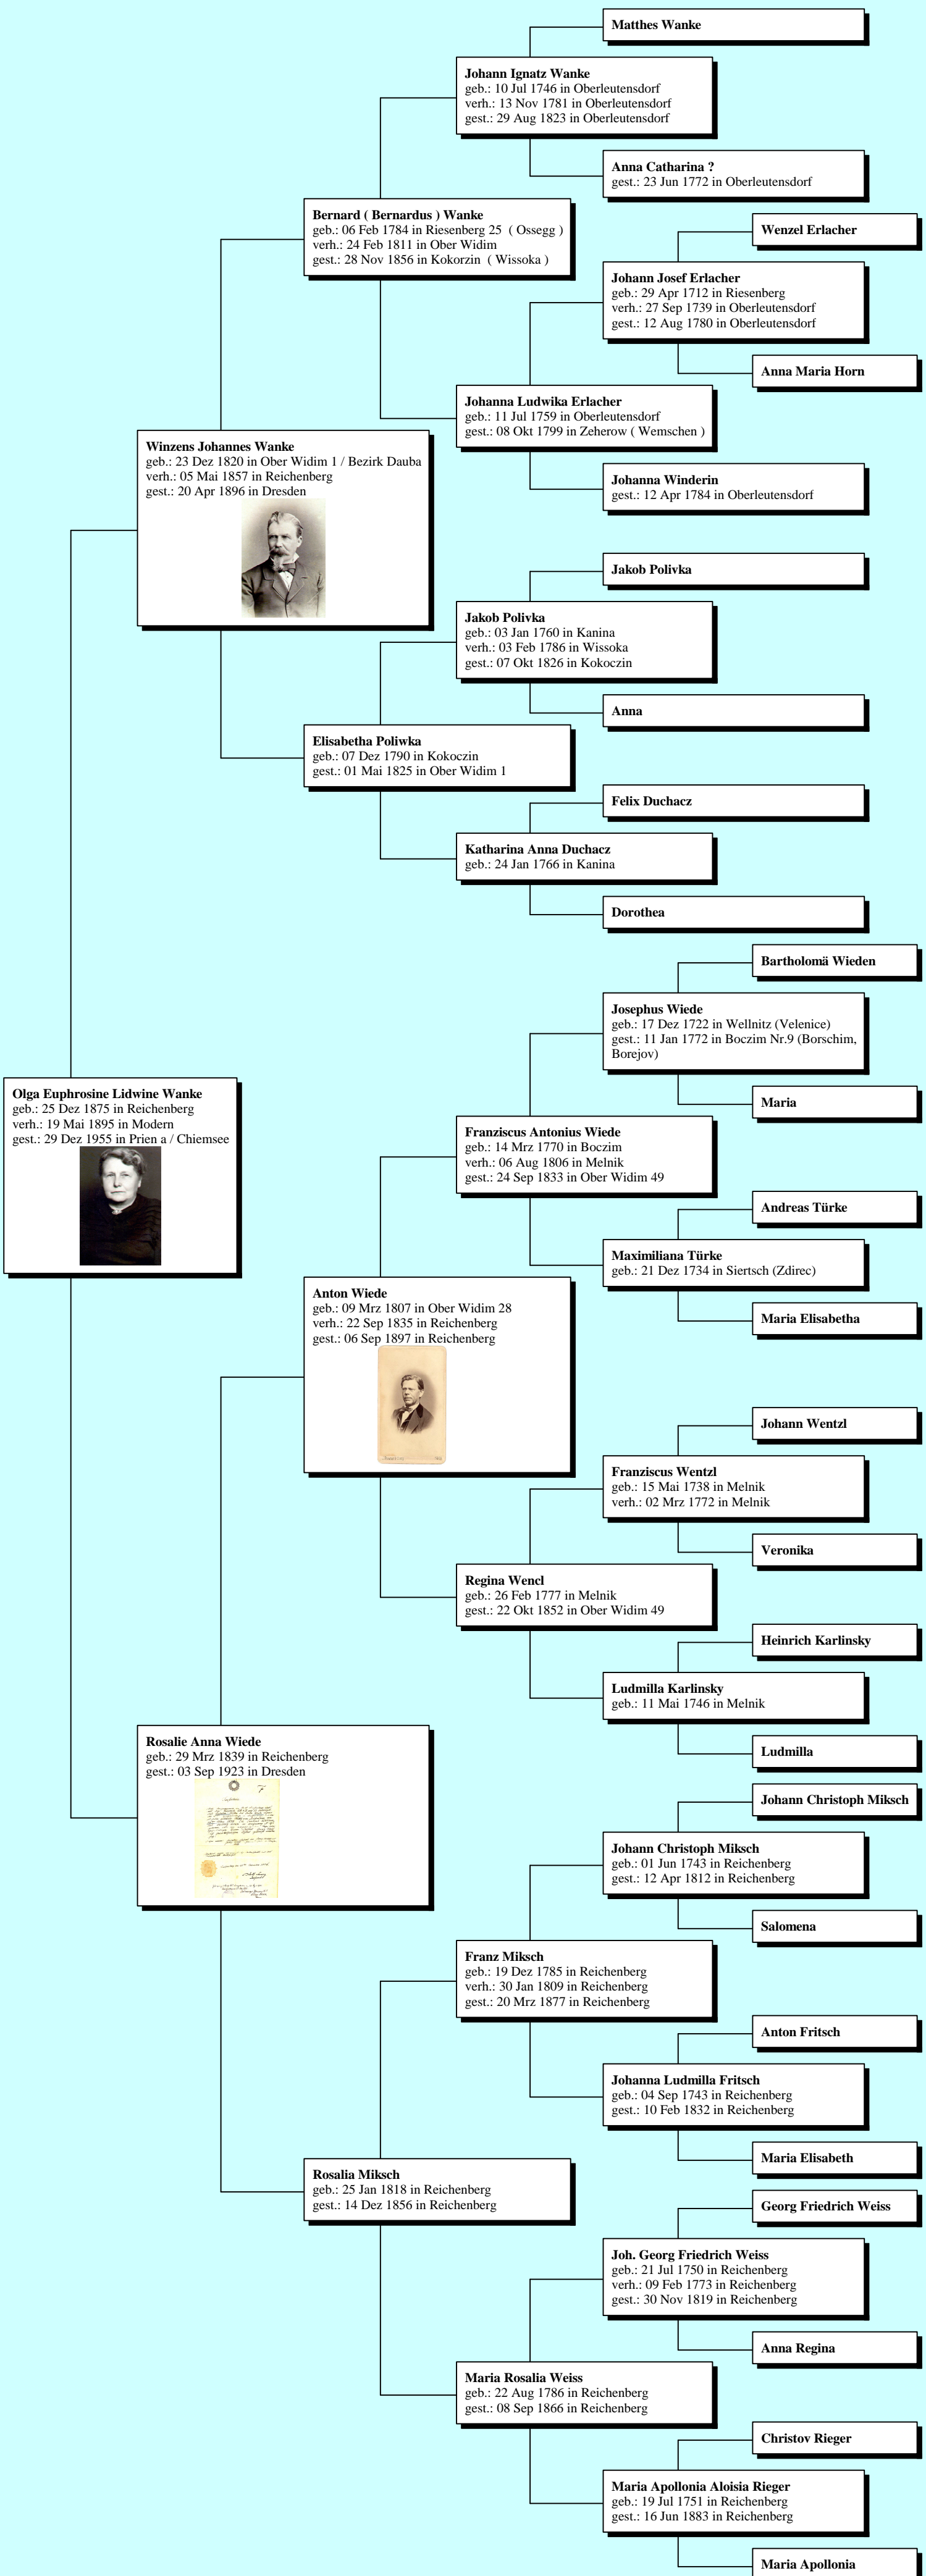 Matthes Wanke
Johann Ignatz Wanke
geb.: 10 Jul 1746 in Oberleutensdorf
verh.: 13 Nov 1781 in Oberleutensdorf
gest.: 29 Aug 1823 in Oberleutensdorf
Anna Catharina ?
gest.: 23 Jun 1772 in Oberleutensdorf
Bernard ( Bernardus ) Wanke
geb.: 06 Feb 1784 in Riesenberg 25 ( Ossegg )
verh.: 24 Feb 1811 in Ober Widim
gest.: 28 Nov 1856 in Kokorzin ( Wissoka )
Wenzel Erlacher
Johann Josef Erlacher
geb.: 29 Apr 1712 in Riesenberg
verh.: 27 Sep 1739 in Oberleutensdorf
gest.: 12 Aug 1780 in Oberleutensdorf
Anna Maria Horn
Johanna Ludwika Erlacher
geb.: 11 Jul 1759 in Oberleutensdorf
gest.: 08 Okt 1799 in Zeherow ( Wemschen )
Johanna Winderin
gest.: 12 Apr 1784 in Oberleutensdorf
Winzens Johannes Wanke
geb.: 23 Dez 1820 in Ober Widim 1 / Bezirk Dauba
verh.: 05 Mai 1857 in Reichenberg
gest.: 20 Apr 1896 in Dresden
Jakob Polivka
Jakob Polivka
geb.: 03 Jan 1760 in Kanina
verh.: 03 Feb 1786 in Wissoka
gest.: 07 Okt 1826 in Kokoczin
Anna
Elisabetha Poliwka
geb.: 07 Dez 1790 in Kokoczin
gest.: 01 Mai 1825 in Ober Widim 1
Felix Duchacz
Katharina Anna Duchacz
geb.: 24 Jan 1766 in Kanina
Dorothea
Bartholomä Wieden
Josephus Wiede
geb.: 17 Dez 1722 in Wellnitz (Velenice)
gest.: 11 Jan 1772 in Boczim Nr.9 (Borschim,
Borejov)
Maria
Olga Euphrosine Lidwine Wanke
geb.: 25 Dez 1875 in Reichenberg
verh.: 19 Mai 1895 in Modern
gest.: 29 Dez 1955 in Prien a / Chiemsee
Franziscus Antonius Wiede
geb.: 14 Mrz 1770 in Boczim
verh.: 06 Aug 1806 in Melnik
gest.: 24 Sep 1833 in Ober Widim 49
Andreas Türke
Maximiliana Türke
geb.: 21 Dez 1734 in Siertsch (Zdirec)
Maria Elisabetha
Anton Wiede
geb.: 09 Mrz 1807 in Ober Widim 28
verh.: 22 Sep 1835 in Reichenberg
gest.: 06 Sep 1897 in Reichenberg
Johann Wentzl
Franziscus Wentzl
geb.: 15 Mai 1738 in Melnik
verh.: 02 Mrz 1772 in Melnik
Veronika
Regina Wencl
geb.: 26 Feb 1777 in Melnik
gest.: 22 Okt 1852 in Ober Widim 49
Heinrich Karlinsky
Ludmilla Karlinsky
geb.: 11 Mai 1746 in Melnik
Ludmilla
Rosalie Anna Wiede
geb.: 29 Mrz 1839 in Reichenberg
gest.: 03 Sep 1923 in Dresden
Johann Christoph Miksch
Johann Christoph Miksch
geb.: 01 Jun 1743 in Reichenberg
gest.: 12 Apr 1812 in Reichenberg
Salomena
Franz Miksch
geb.: 19 Dez 1785 in Reichenberg
verh.: 30 Jan 1809 in Reichenberg
gest.: 20 Mrz 1877 in Reichenberg
Anton Fritsch
Johanna Ludmilla Fritsch
geb.: 04 Sep 1743 in Reichenberg
gest.: 10 Feb 1832 in Reichenberg
Maria Elisabeth
Rosalia Miksch
geb.: 25 Jan 1818 in Reichenberg
gest.: 14 Dez 1856 in Reichenberg
Georg Friedrich Weiss
Joh. Georg Friedrich Weiss
geb.: 21 Jul 1750 in Reichenberg
verh.: 09 Feb 1773 in Reichenberg
gest.: 30 Nov 1819 in Reichenberg
Anna Regina
Maria Rosalia Weiss
geb.: 22 Aug 1786 in Reichenberg
gest.: 08 Sep 1866 in Reichenberg
Christov Rieger
Maria Apollonia Aloisia Rieger
geb.: 19 Jul 1751 in Reichenberg
gest.: 16 Jun 1883 in Reichenberg
Maria Apollonia